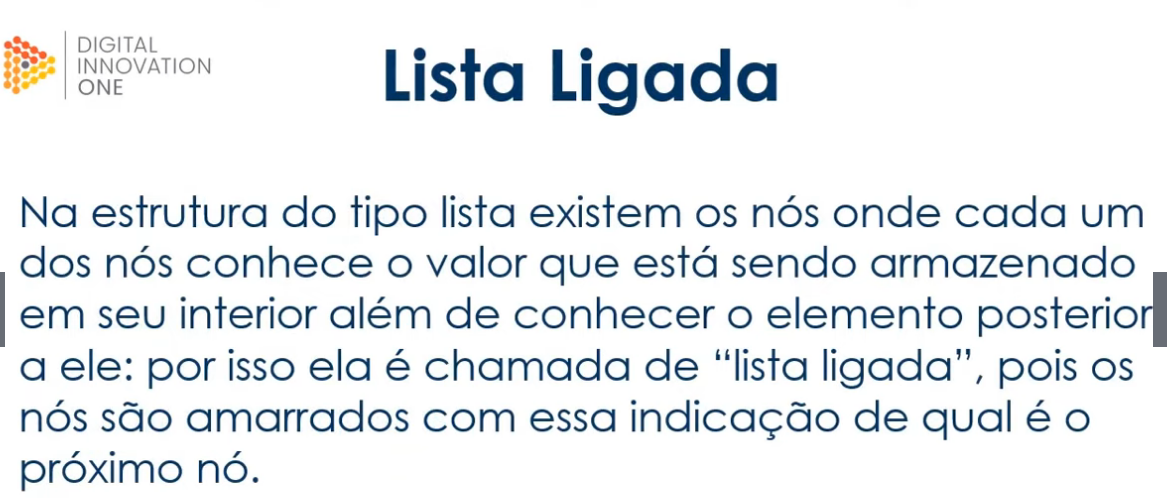 DIGITAL
INNOVATION
ONE
Lista Ligada
Na estrutura do tipo lista existem os nós onde cada um
dos nós conhece o valor que está sendo armazenado
em seu interior além de conhecer o elemento posterior
a ele: por isso ela é chamada de “lista ligada”, pois os
nós são amarrados com essa indicação de qual é o
próximo nó.